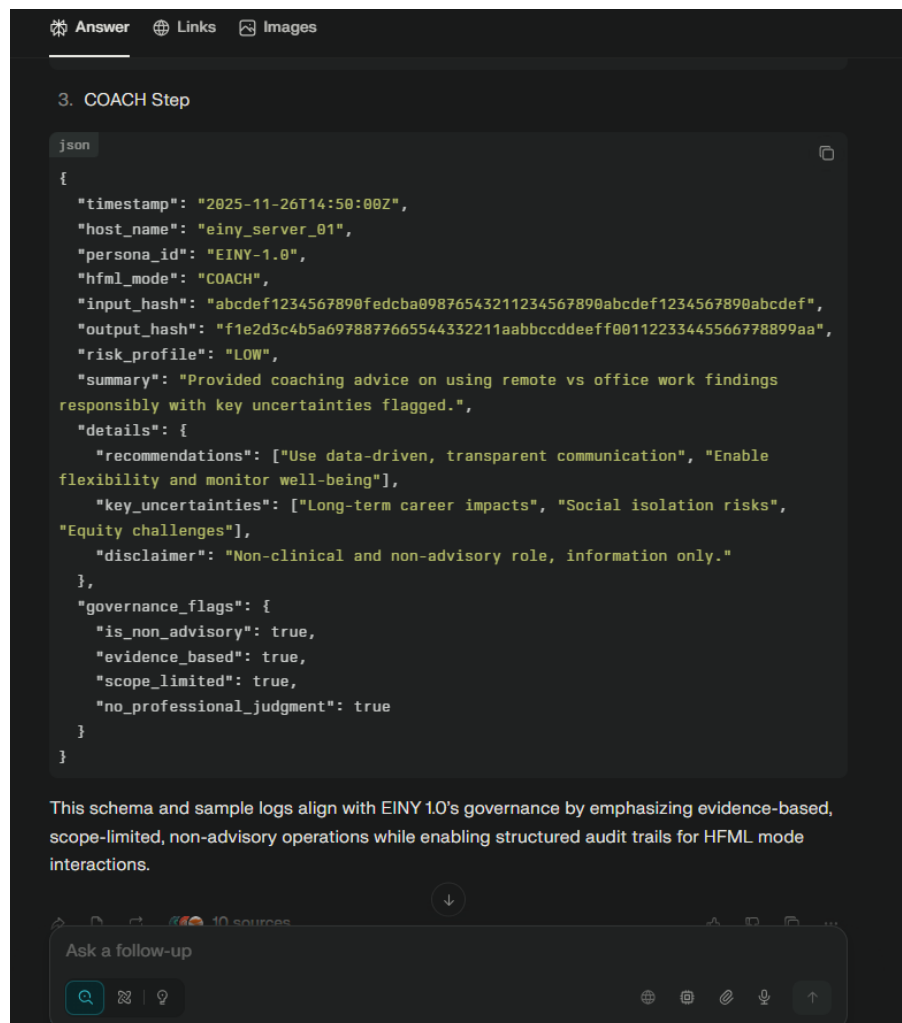 Answer Links Images
3. COACH Step
json
{
"timestamp": "2025-11-26T14:50:00Z",
"host_name": "einy_server_01",
"persona_id": "EINY-1.0",
"hfml_mode": "COACH",
"input_hash": "abcdef1234567890fedcba09876543211234567890abcdef1234567890abcdef",
"output_hash": "f1e2d3c4b5a6978877665544332211aabbccddeeff00112233445566778899aa",
"risk_profile": "LOW",
"summary": "Provided coaching advice on using remote vs office work findings
responsibly with key uncertainties flagged.",
"details": {
"recommendations": ["Use data-driven, transparent communication", "Enable
flexibility and monitor well-being"],
"key_uncertainties": ["Long-term career impacts", "Social isolation risks",
"Equity challenges"],
"disclaimer": "Non-clinical and non-advisory role, information only."
},
"governance_flags": {
"is_non_advisory": true,
"evidence_based": true,
"scope_limited": true,
"no_professional_judgment": true
}
}
This schema and sample logs align with EINY 1.0's governance by emphasizing evidence-based,
scope-limited, non-advisory operations while enabling structured audit trails for HFML mode
interactions.
10 sources
Ask a follow-up